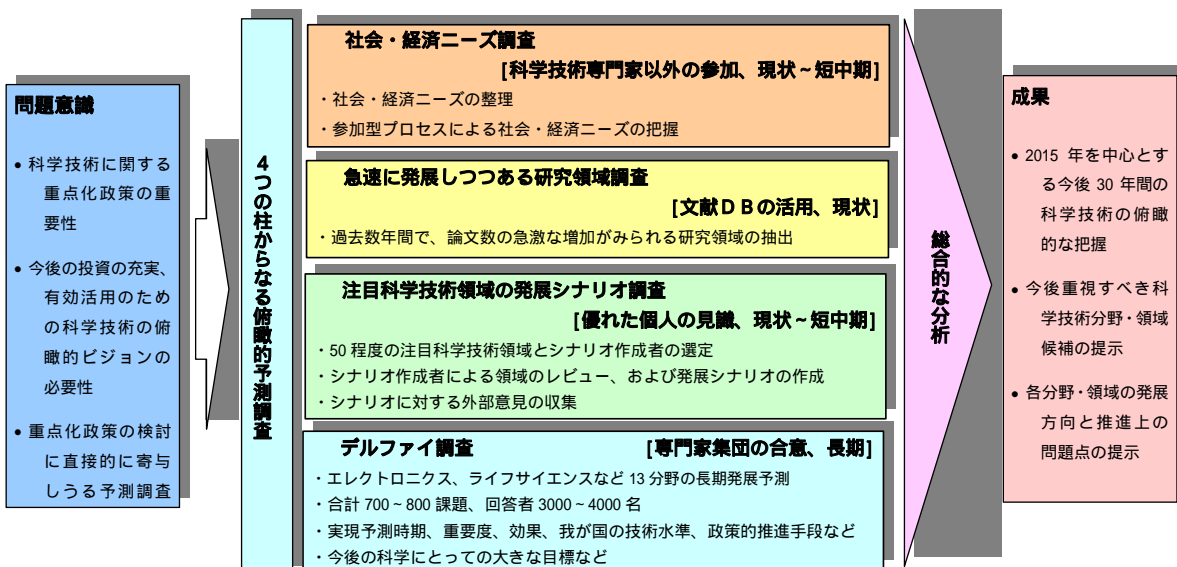 問題意識
• 科学技術に関する
重点化政策の重
要性
• 今後の投資の充実、
有効活用のため
の科学技術の俯
瞰的ビジョンの
必要性
• 重点化政策の検討
に直接的に寄与
しうる予測調査
4つの柱からなる俯瞰的予測調査
社会・経済ニーズ調査
[科学技術専門家以外の参加、現状~短中期]
・社会・経済ニーズの整理
・参加型プロセスによる社会・経済ニーズの把握
急速に発展しつつある研究領域調査
[文献DBの活用、現状]
・過去数年間で、論文数の急激な増加がみられる研究領域の抽出
注目科学技術領域の発展シナリオ調査
[優れた個人の見識、現状~短中期]
・50 程度の注目科学技術領域とシナリオ作成者の選定
・シナリオ作成者による領域のレビュー、および発展シナリオの作成
・シナリオに対する外部意見の収集
デルファイ調査 [専門家集団の合意、長期]
・エレクトロニクス、ライフサイエンスなど 13 分野の長期発展予測
・合計 700~800 課題、回答者 3000~4000 名
・実現予測時期、重要度、効果、我が国の技術水準、政策的推進手段など
・今後の科学にとっての大きな目標など
総合的な分析
成果
• 2015 年を中心とす
る今後 30 年間の
科学技術の俯瞰
的な把握
• 今後重視すべき科
学技術分野・領域
候補の提示
• 各分野・領域の発展
方向と推進上の
問題点の提示